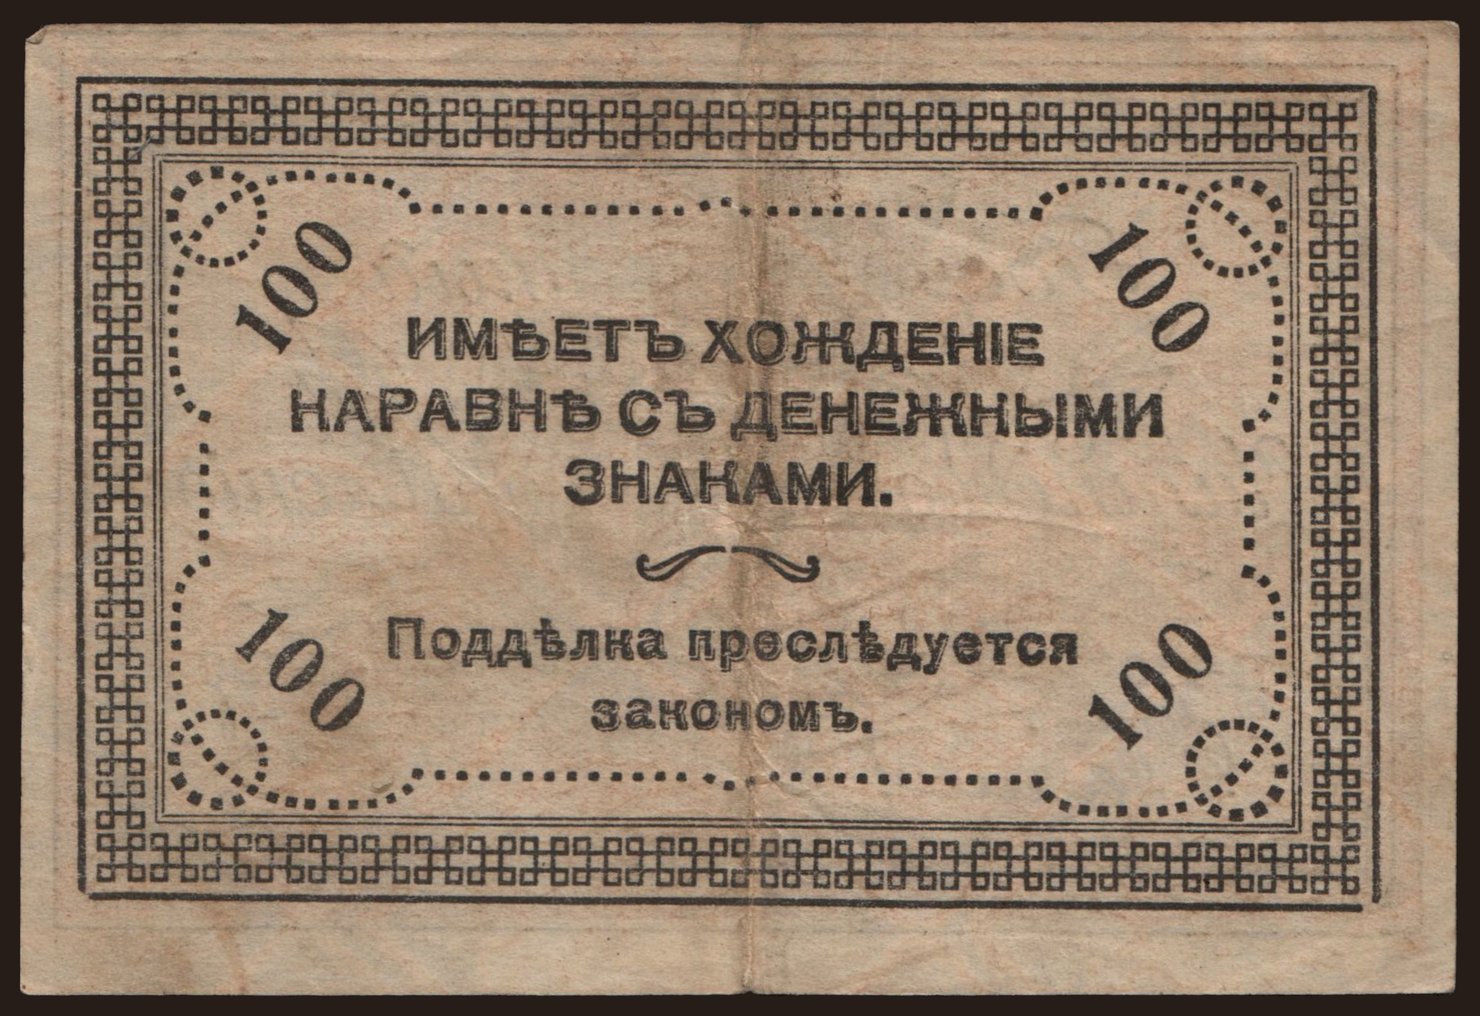 100 100
ИМѢЕТЪ ХОЖДЕНІЕ
НАРАВНѢ СЪ ДЕНЕЖНЫМИ
ЗНАКАМИ.
Поддѣлка преслѣдуется
закономъ.
100 100